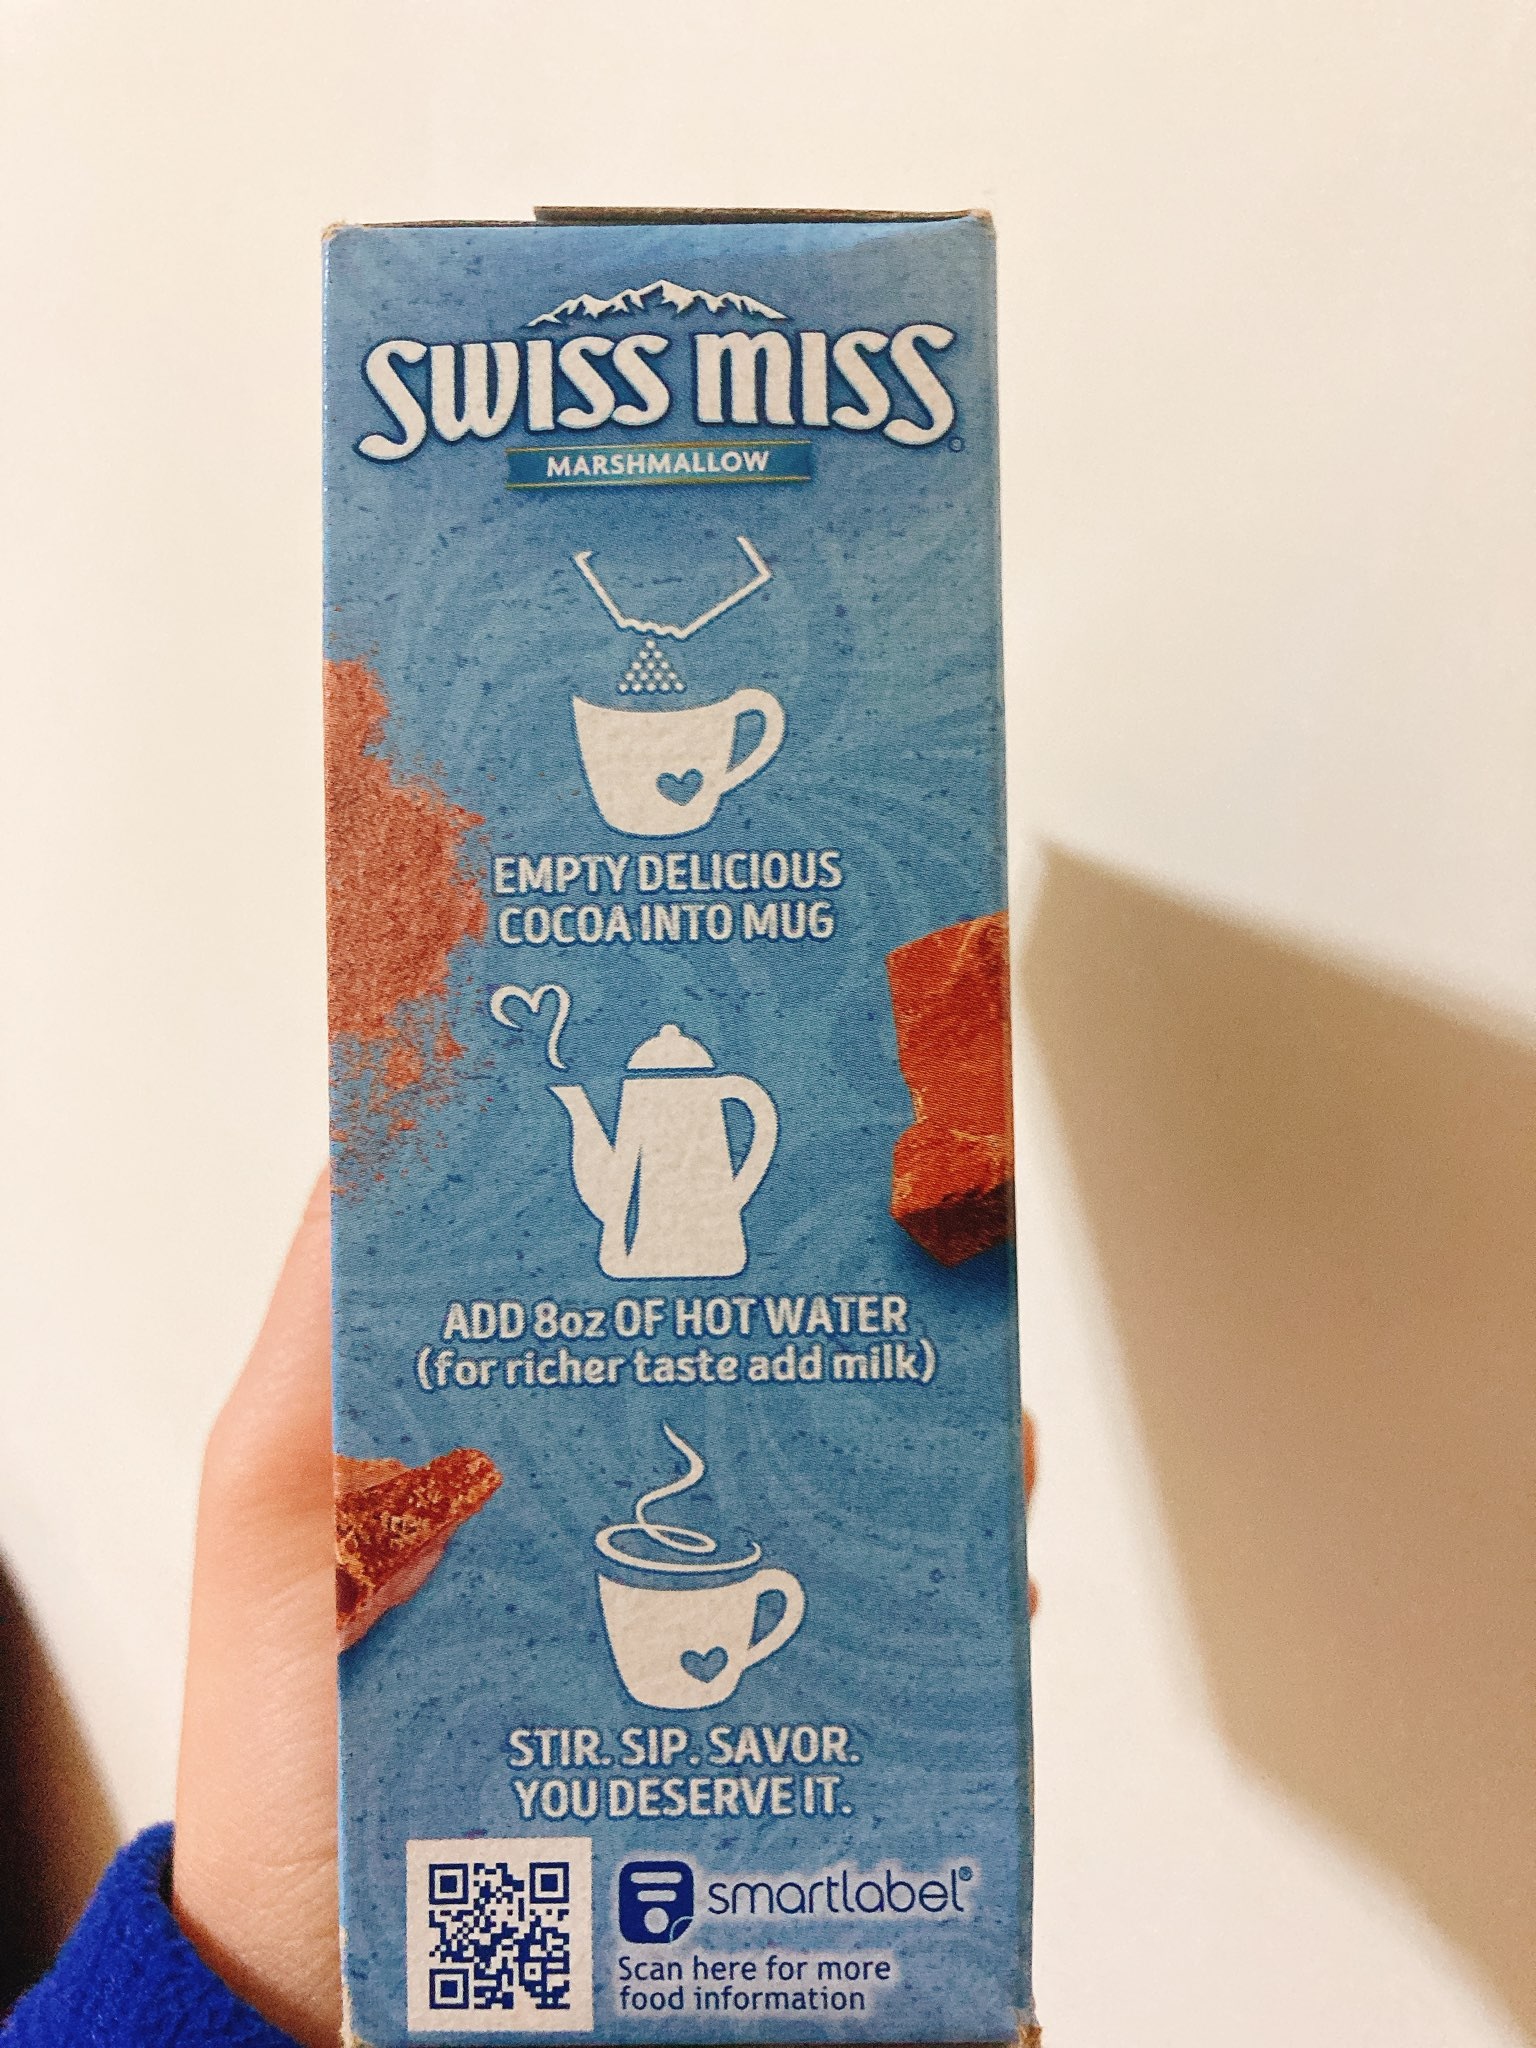 SWISS MISS®
MARSHMALLOW
EMPTY DELICIOUS
COCOA INTO MUG
ADD 8oz OF HOT WATER
(for richer taste add milk)
STIR. SIP. SAVOR.
YOU DESERVE IT.
smartlabel®
Scan here for more
food information